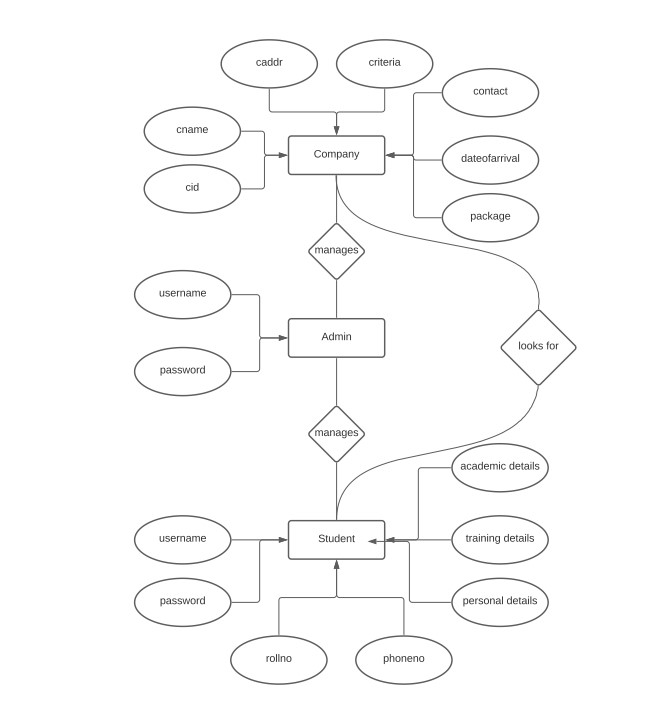 caddr
criteria
contact
cname
Company
dateofarrival
cid
package
manages
username
Admin
looks for
password
manages
academic details
username
Student
training details
password
personal details
rollno
phoneno